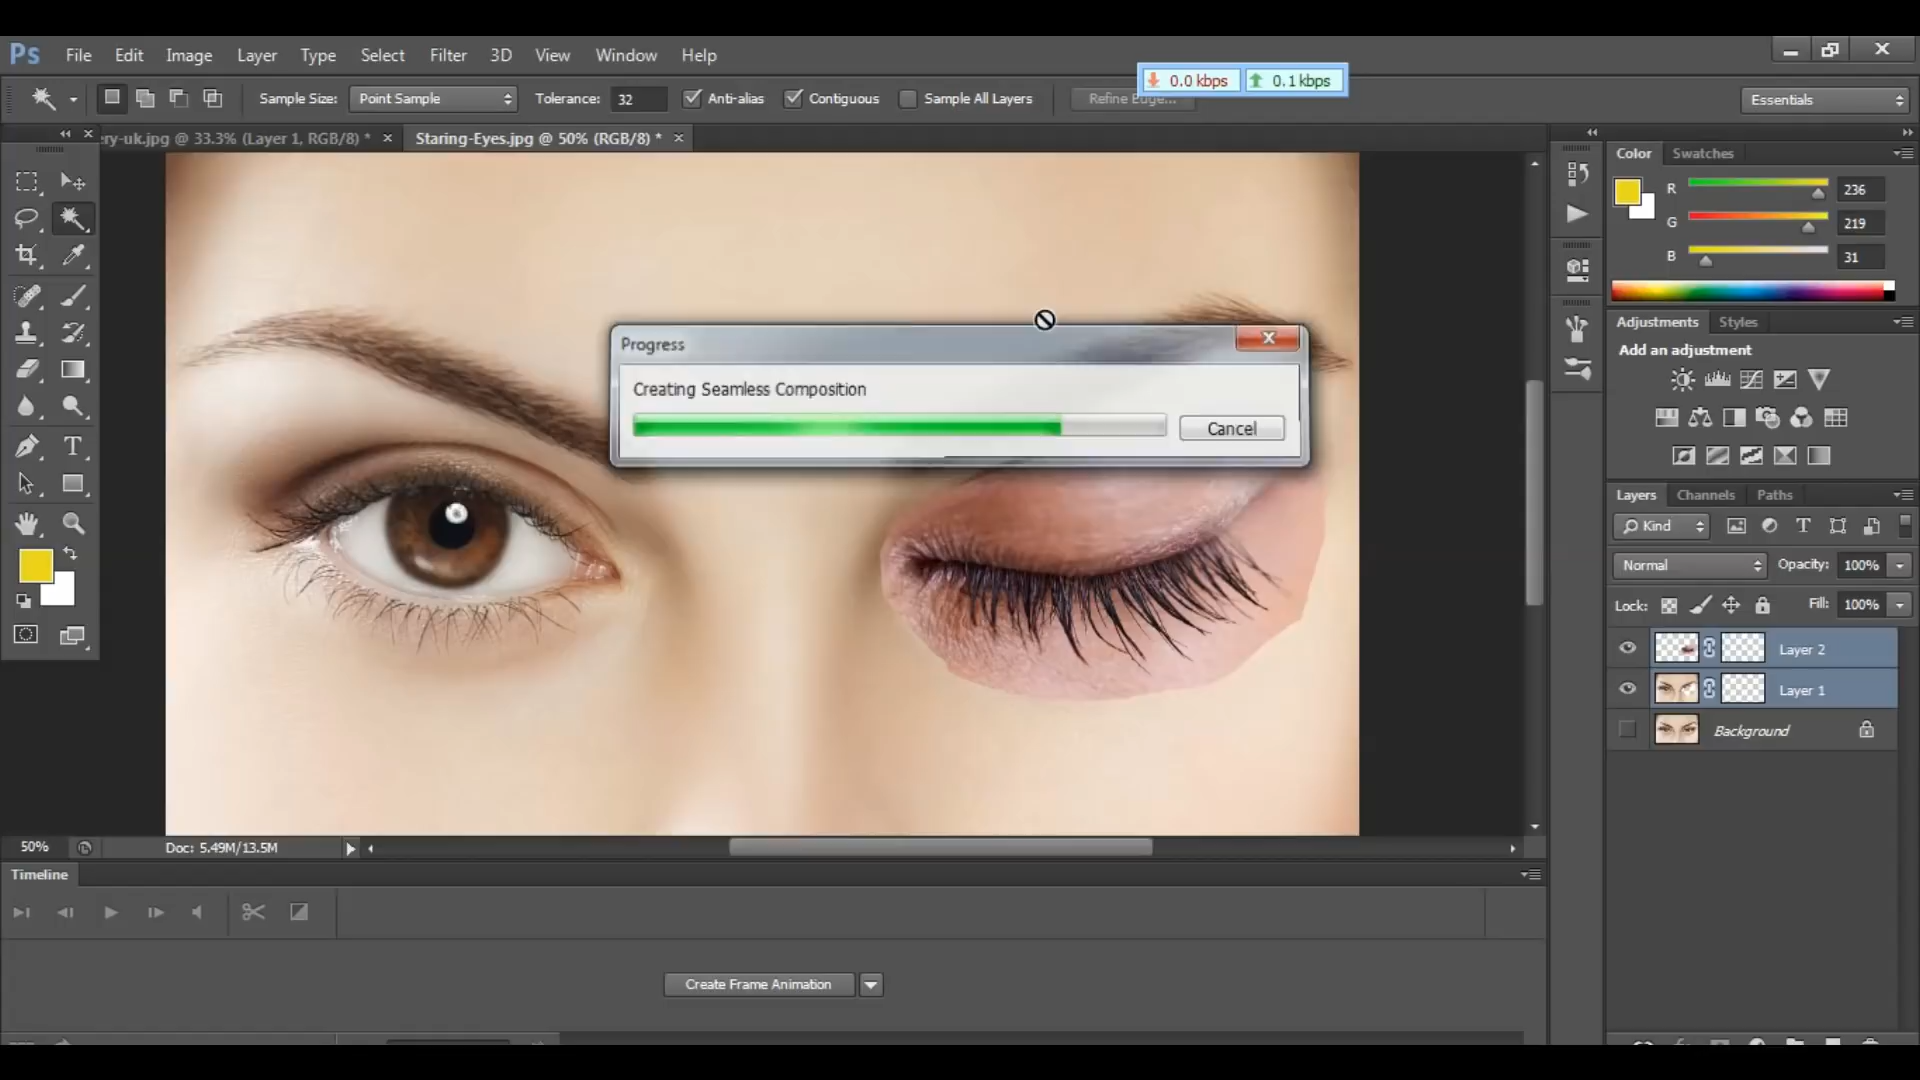 Ps File Edit Image Layer Type Select Filter 3D View Window Help
0.0 kbps 0.1 kbps
Sample Size: Point Sample Tolerance: 32 Anti-alias Contiguous Sample All Layers Refine Edge... Essentials
ery-uk.jpg @ 33.3% (Layer 1, RGB/8) * Staring-Eyes.jpg @ 50% (RGB/8) *
Color Swatches
R 236
G 219
B 31
Adjustments Styles
Add an adjustment
Progress
Creating Seamless Composition
Cancel
Layers Channels Paths
Kind
Normal Opacity: 100%
Lock: Fill: 100%
Layer 2
Layer 1
Background
50% Doc: 5.49M/13.5M
Timeline
Create Frame Animation